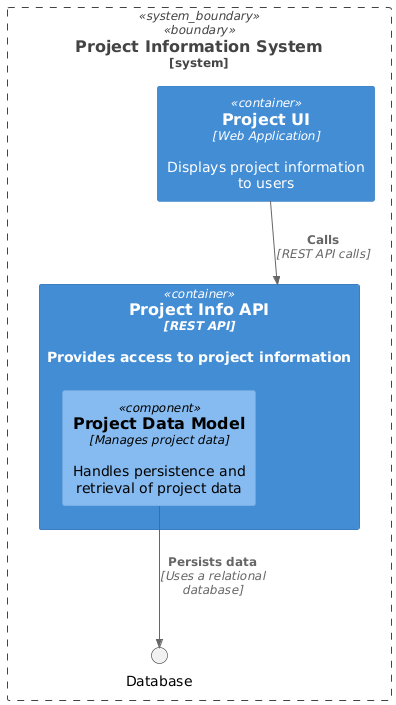 «system_boundary»
«boundary»
Project Information System
[system]
«container»
Project UI
[Web Application]
Displays project information
to users
Calls
[REST API calls]
«container»
Project Info API
[REST API]
Provides access to project information
«component»
Project Data Model
[Manages project data]
Handles persistence and
retrieval of project data
Persists data
[Uses a relational
database]
Database